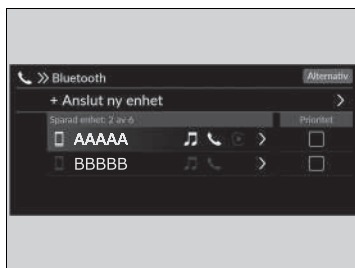 Bluetooth
Alternativ
+ Anslut ny enhet
Sparad enhet: 2 av 6
Prioritet
AAAAA
BBBBB